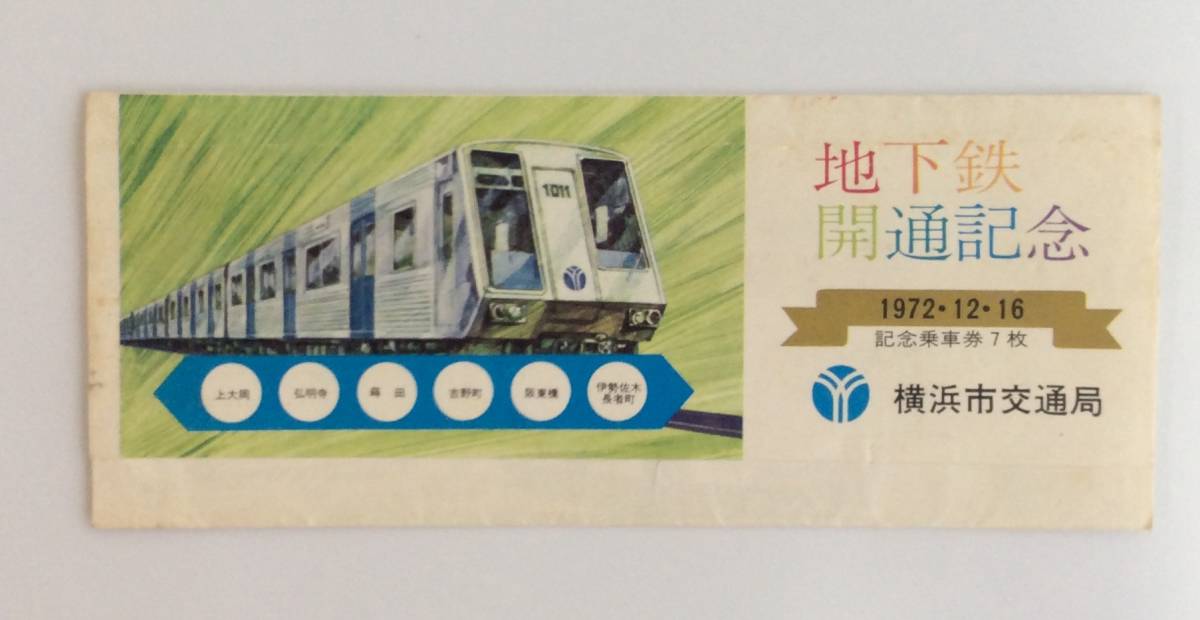 1011
上大岡
弘明寺
蒔田
吉野町
阪東橋
伊勢佐木
長者町
地下鉄
開通記念
1972・12・16
記念乗車券7枚
横浜市交通局